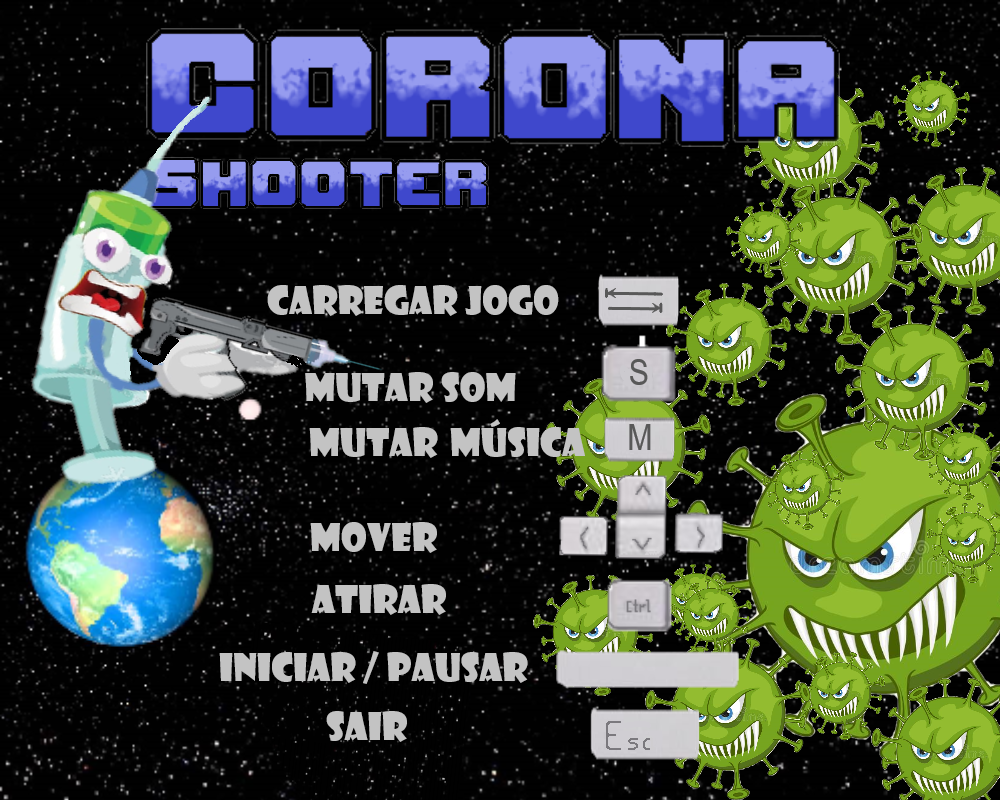 CORONA
SHOOTER
CARREGAR JOGO
MUTAR SOM S
MUTAR MÚSICA M
MOVER
ATIRAR Ctrl
INICIAR / PAUSAR
SAIR Esc